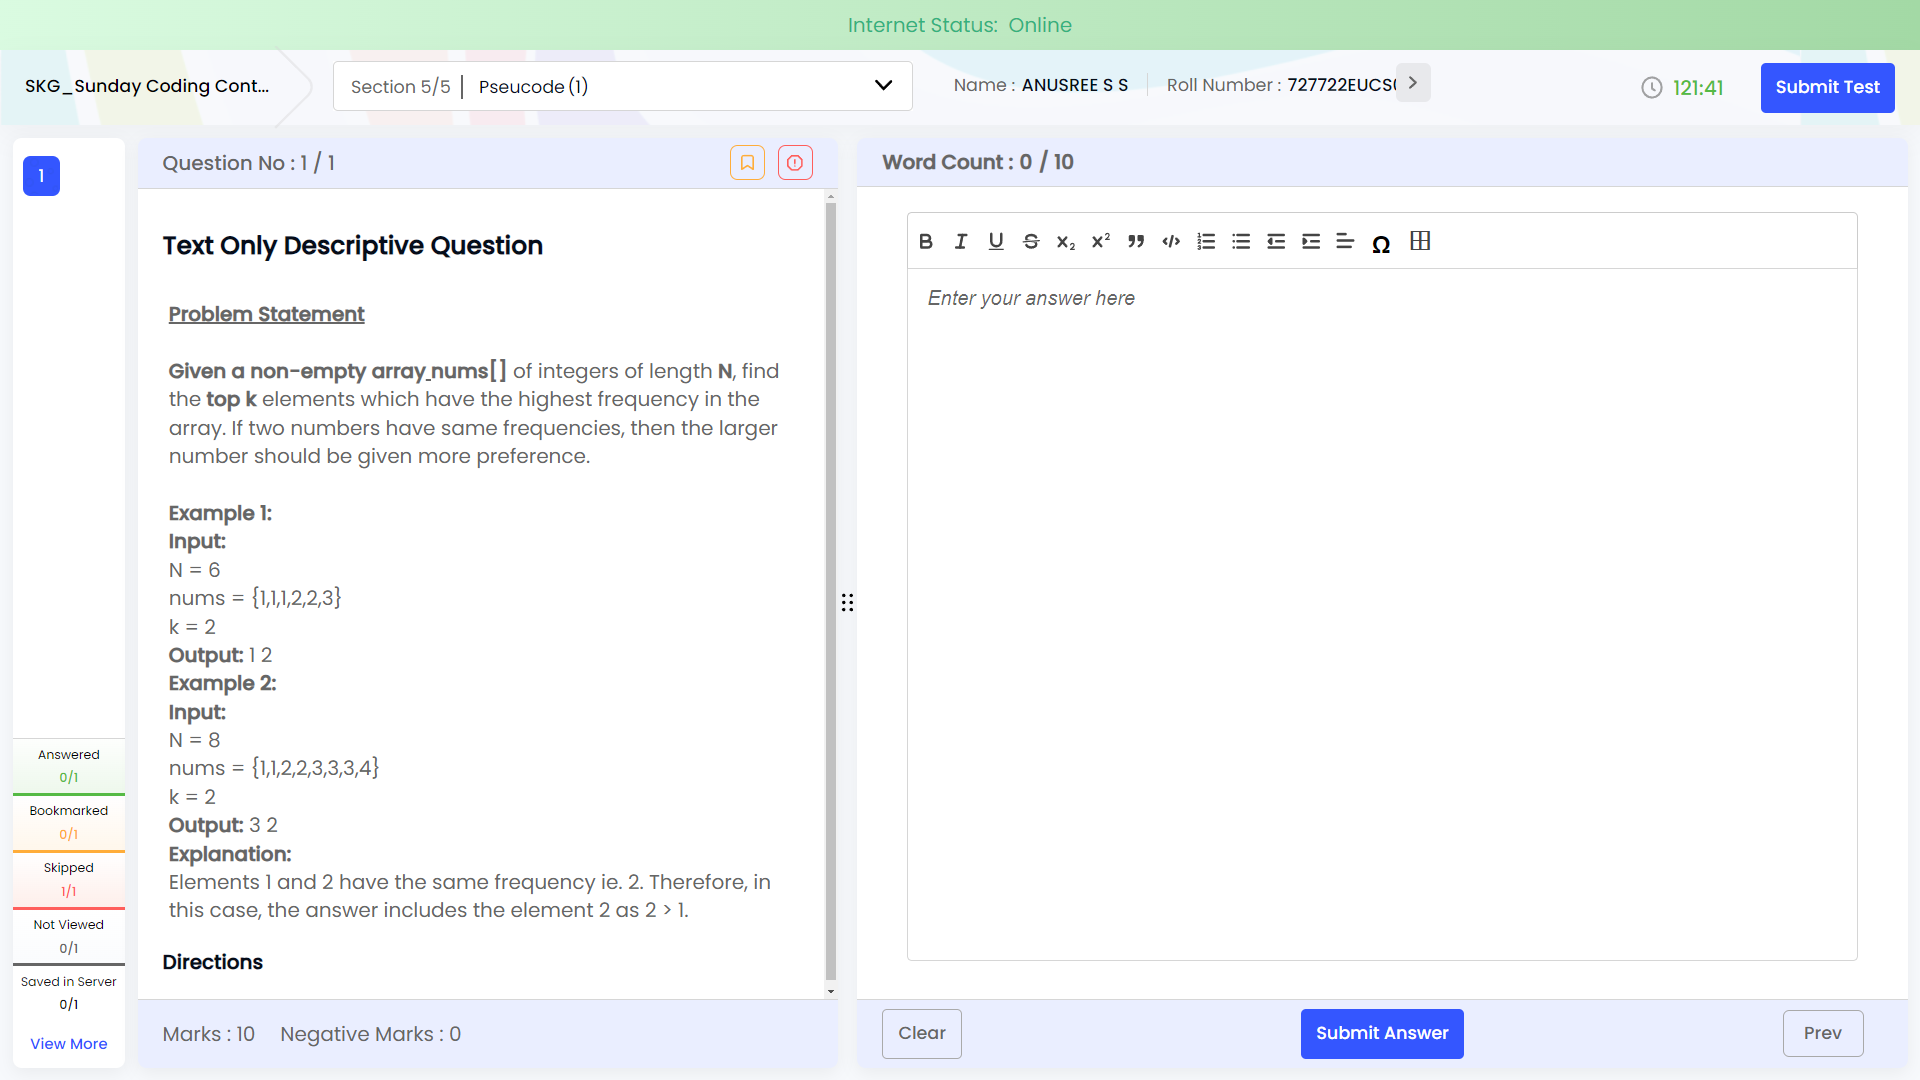 Internet Status: Online
SKG_Sunday Coding Cont...
Section 5/5 | Pseucode (1)
Name : ANUSREE S S
Roll Number :
Submit Test
121:41
1
Question No : 1 / 1
Word Count : 0 / 10
Text Only Descriptive Question
Problem Statement
Given a non-empty array nums[] of integers of length N, find
the top k elements which have the highest frequency in the
array. If two numbers have same frequencies, then the larger
number should be given more preference.
Example 1:
Input:
N = 6
nums = {1,1,1,2,2,3}
k = 2
Output: 1 2
Example 2:
Input:
N = 8
nums = {1,1,2,2,3,3,3,4}
k = 2
Output: 3 2
Explanation:
Elements 1 and 2 have the same frequency ie. 2. Therefore, in
this case, the answer includes the element 2 as 2 > 1.
Directions
Enter your answer here
Answered
0/1
Bookmarked
0/1
Skipped
1/1
Not Viewed
0/1
Saved in Server
0/1
View More
Marks : 10
Negative Marks : 0
Clear
Submit Answer
Prev